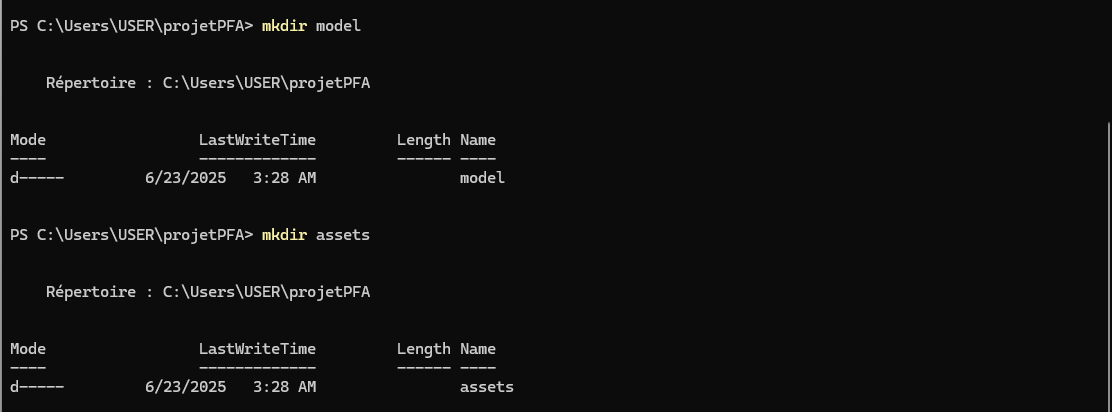 PS C:\Users\USER\projetPFA> mkdir model
Répertoire : C:\Users\USER\projetPFA
Mode LastWriteTime Length Name
---- ------------- ------ ----
d----- 6/23/2025 3:28 AM model
PS C:\Users\USER\projetPFA> mkdir assets
Répertoire : C:\Users\USER\projetPFA
Mode LastWriteTime Length Name
---- ------------- ------ ----
d----- 6/23/2025 3:28 AM assets